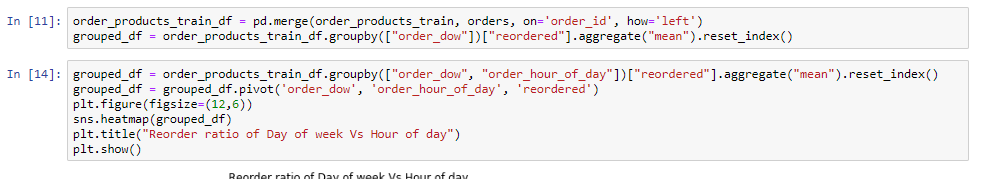 In [11]: order_products_train_df = pd.merge(order_products_train, orders, on='order_id', how='left')
grouped_df = order_products_train_df.groupby(["order_dow"])["reordered"].aggregate("mean").reset_index()
In [14]: grouped_df = order_products_train_df.groupby(["order_dow", "order_hour_of_day"])["reordered"].aggregate("mean").reset_index()
grouped_df = grouped_df.pivot('order_dow', 'order_hour_of_day', 'reordered')
plt.figure(figsize=(12,6))
sns.heatmap(grouped_df)
plt.title("Reorder ratio of Day of week Vs Hour of day")
plt.show()
Reorder ratio of Day of week Vs Hour of day